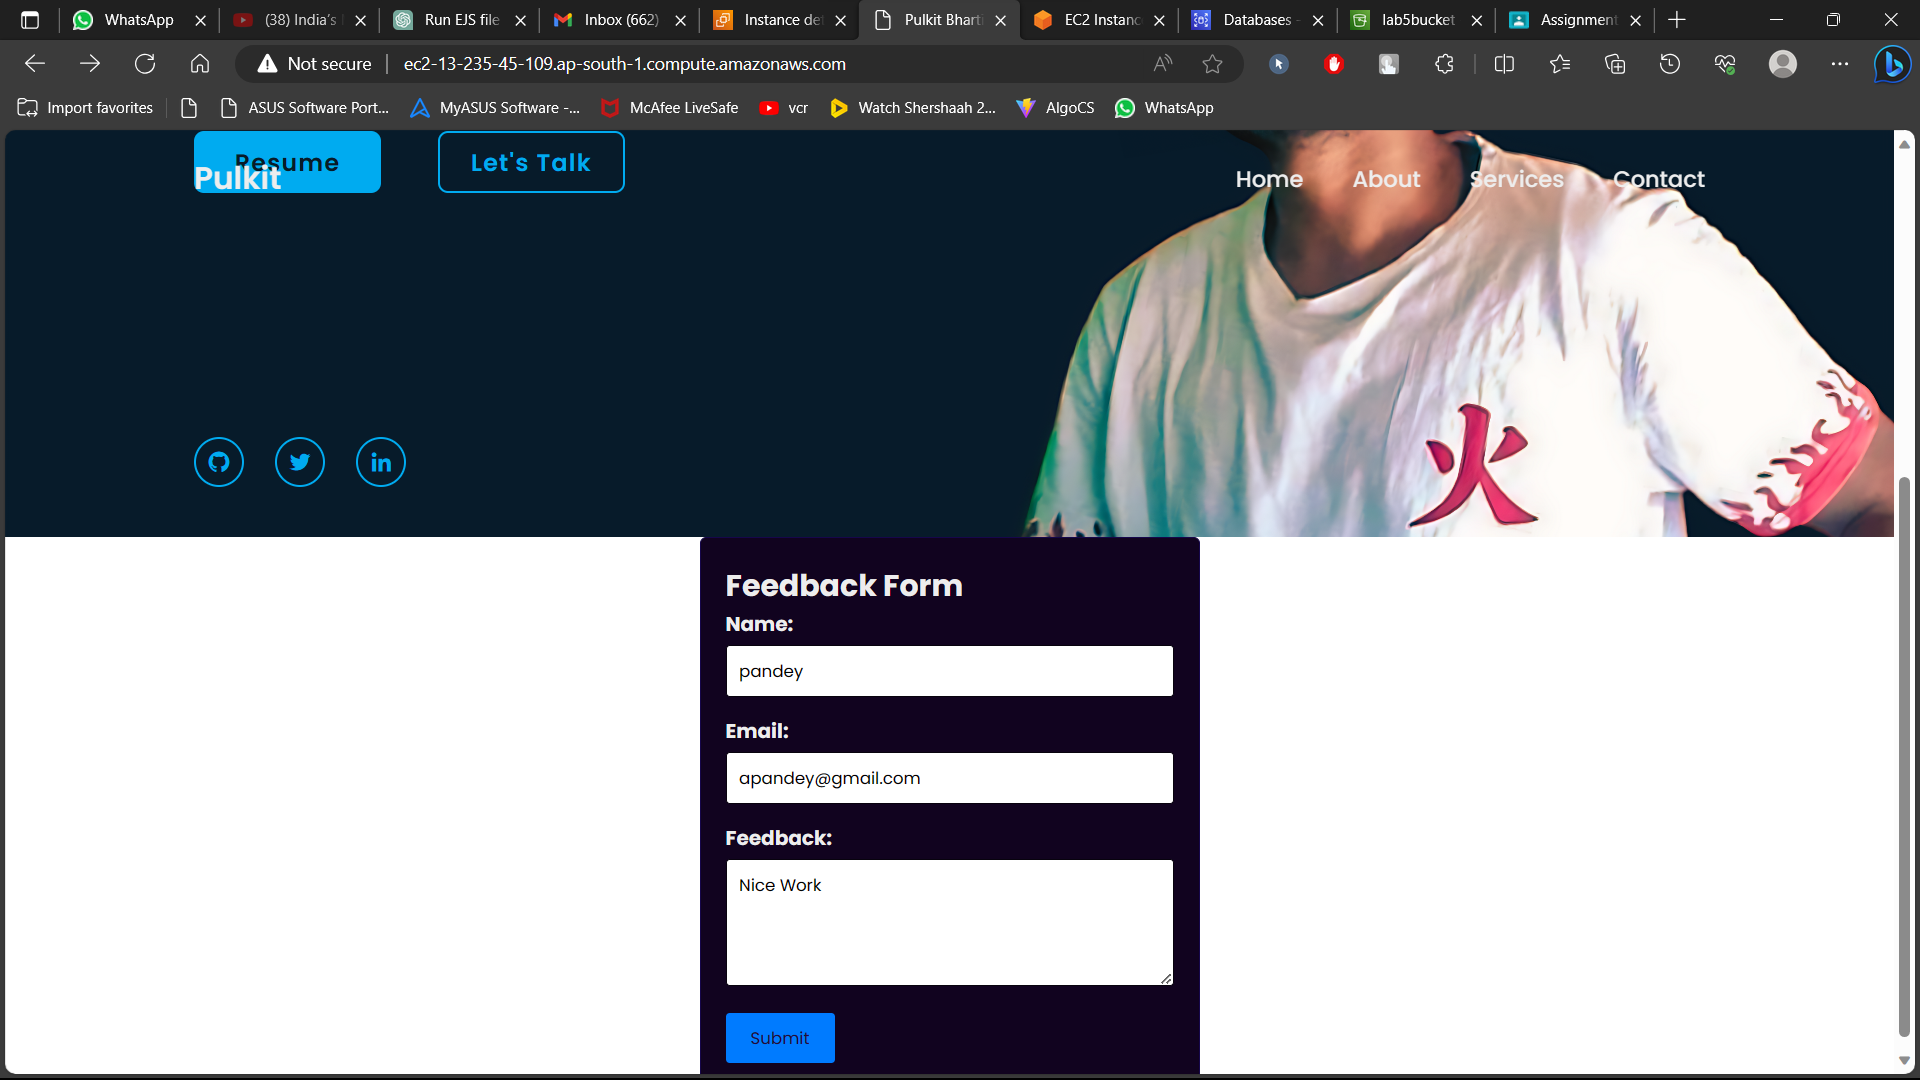 WhatsApp
(38) India's
Run EJS file
Inbox (662)
Instance det
Pulkit Bharti
EC2 Instanc
Databases -
lab5bucket
Assignment
Not secure
ec2-13-235-45-109.ap-south-1.compute.amazonaws.com
A
Import favorites
ASUS Software Port...
MyASUS Software -...
McAfee LiveSafe
vcr
Watch Shershaah 2...
AlgoCS
WhatsApp
Resume
Let's Talk
Pulkit
Home
About
Services
Contact
火
in
Feedback Form
Name:
pandey
Email:
apandey@gmail.com
Feedback:
Nice Work
Submit